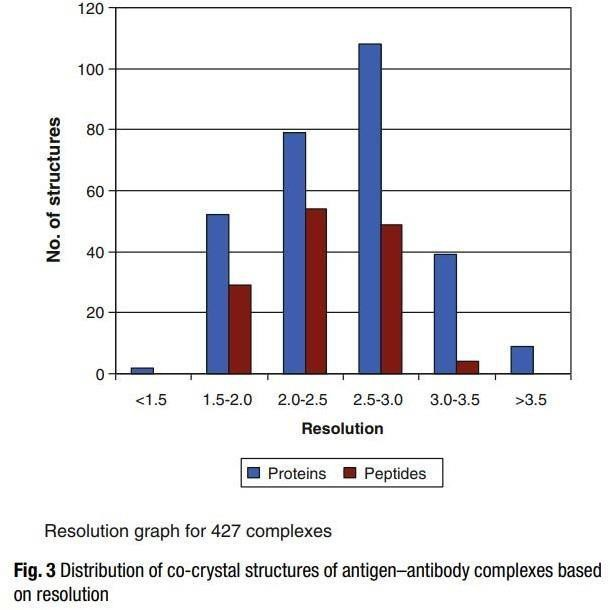 120
100
80
60
40
20
0
No. of structures
<1.5 1.5-2.0 2.0-2.5 2.5-3.0 3.0-3.5 >3.5
Resolution
Proteins Peptides
Resolution graph for 427 complexes
Fig. 3 Distribution of co-crystal structures of antigen–antibody complexes based
on resolution